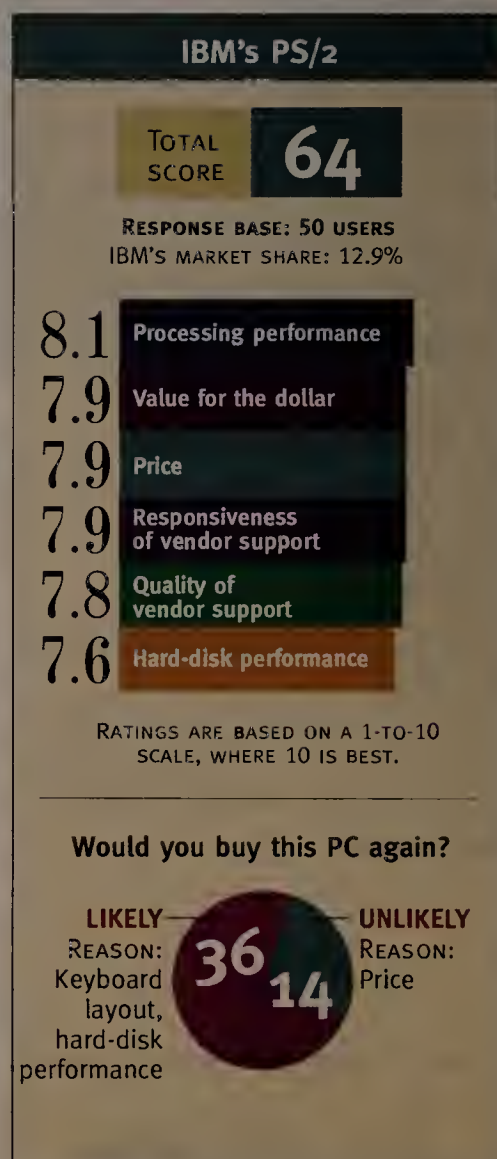 IBM's PS/2
TOTAL
SCORE
64
RESPONSE BASE: 50 USERS
IBM'S MARKET SHARE: 12.9%
8.1 Processing performance
7.9 Value for the dollar
7.9 Price
7.9 Responsiveness
of vendor support
7.8 Quality of
vendor support
7.6 Hard-disk performance
RATINGS ARE BASED ON A 1-TO-10
SCALE, WHERE 10 IS BEST.
Would you buy this PC again?
LIKELY
REASON:
Keyboard
layout,
hard-disk
performance
36
14
UNLIKELY
REASON:
Price